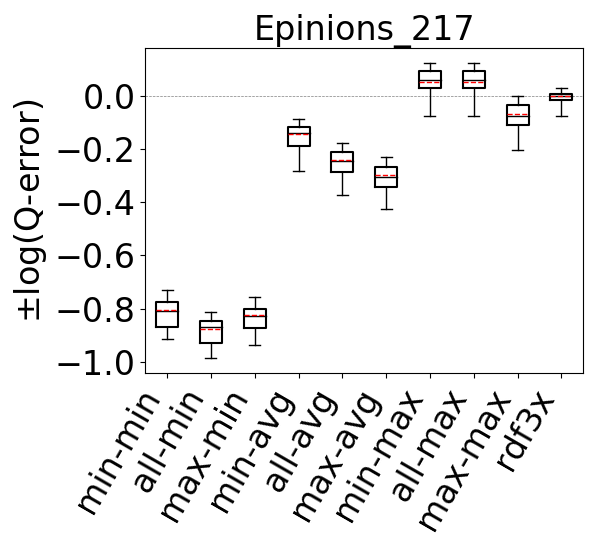 Epinions_217
±log(Q-error)
0.0
−0.2
−0.4
−0.6
−0.8
−1.0
min-min
all-min
max-min
min-avg
all-avg
max-avg
min-max
all-max
max-max
rdf3x